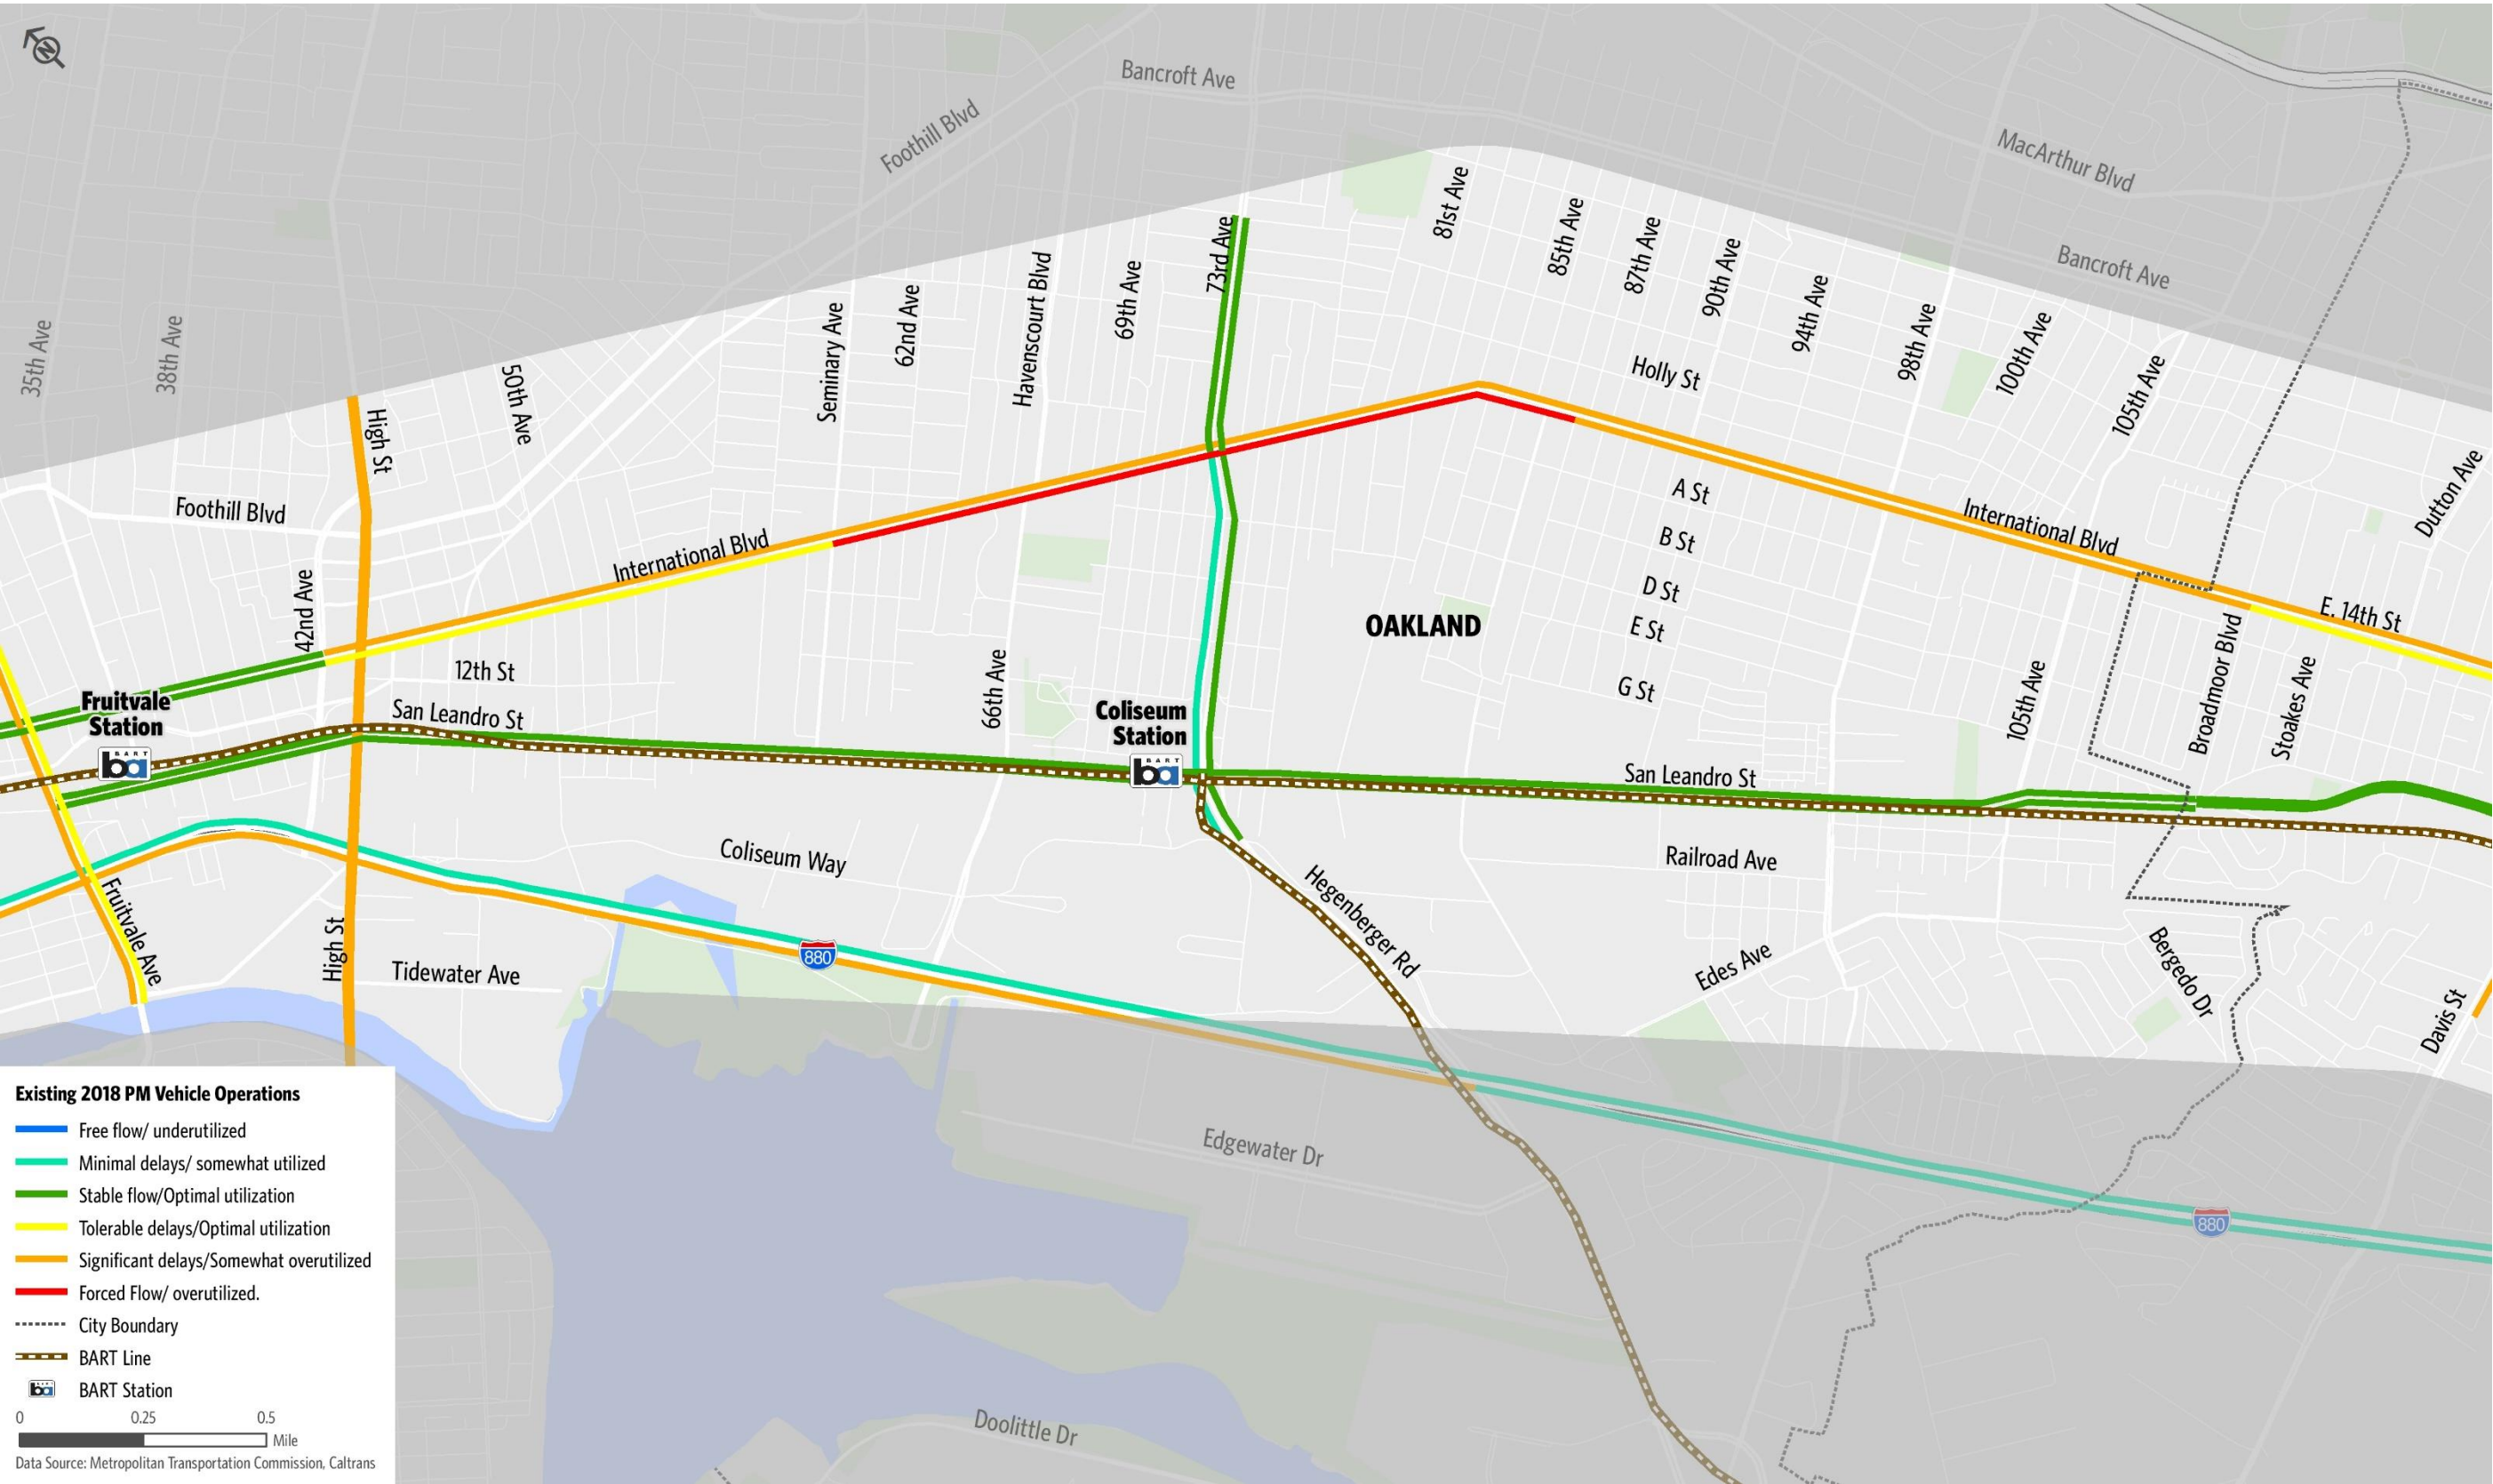 N
Bancroft Ave
Foothill Blvd
MacArthur Blvd
Bancroft Ave
35th Ave
38th Ave
High St
50th Ave
Seminary Ave
62nd Ave
Havenscourt Blvd
69th Ave
73rd Ave
81st Ave
85th Ave
87th Ave
90th Ave
94th Ave
98th Ave
100th Ave
105th Ave
Dutton Ave
Holly St
Foothill Blvd
42nd Ave
International Blvd
A St
B St
D St
E St
G St
International Blvd
E. 14th St
OAKLAND
12th St
San Leandro St
66th Ave
Fruitvale
Station
BART
ba
Coliseum
Station
BART
ba
San Leandro St
105th Ave
Broadmoor Blvd
Stoakes Ave
Coliseum Way
Railroad Ave
Hegenberger Rd
Edes Ave
Bergedo Dr
Davis St
Fruitvale Ave
High St
Tidewater Ave
880
Edgewater Dr
880
Doolittle Dr
Existing 2018 PM Vehicle Operations
Free flow/ underutilized
Minimal delays/ somewhat utilized
Stable flow/Optimal utilization
Tolerable delays/Optimal utilization
Significant delays/Somewhat overutilized
Forced Flow/ overutilized.
City Boundary
BART Line
ba BART Station
0 0.25 0.5
Mile
Data Source: Metropolitan Transportation Commission, Caltrans